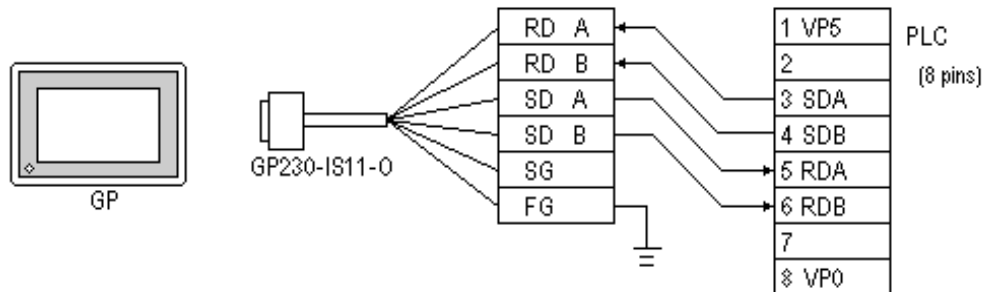 GP
GP230-IS11-O
RD A
RD B
SD A
SD B
SG
FG
1 VP5
2
3 SDA
4 SDB
5 RDA
6 RDB
7
8 VP0
PLC
(8 pins)